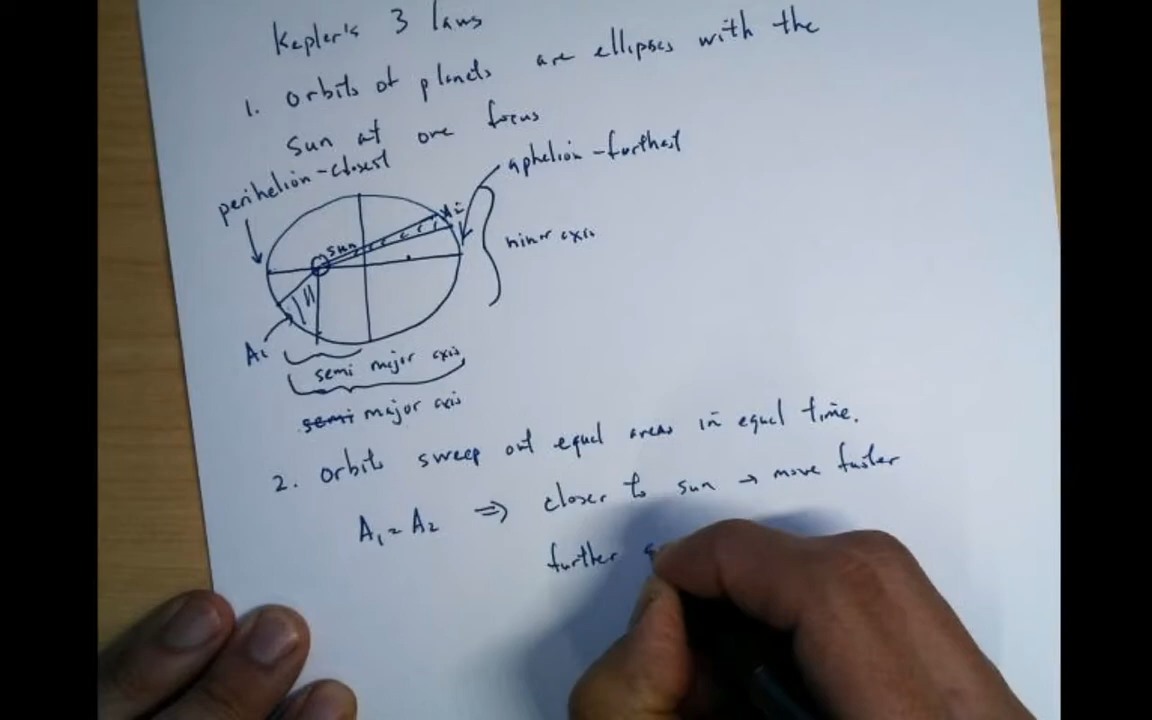 Kepler's 3 laws
1. orbits of planets are ellipses with the
Sun at one focus
perihelion-closest
aphelion-furthest
Sun
A2
minor axis
A1
semi major axis
semi major axis
2. orbits sweep out equal areas in equal time.
A1 = A2 ⇒ closer to sun → move faster
further